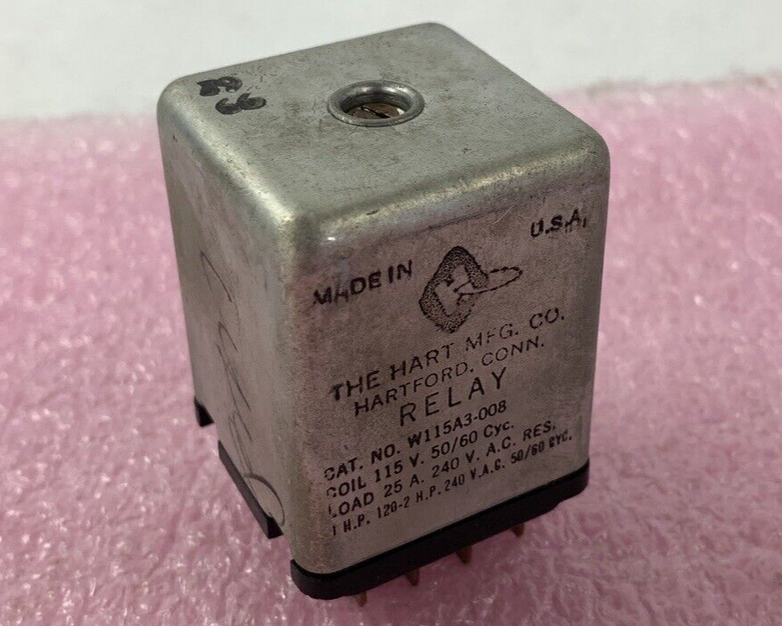 MADE IN U.S.A.
THE HART MFG. CO.
HARTFORD, CONN.
RELAY
CAT. NO. W115A3-008
COIL 115 V. 50/60 Cyc.
LOAD 25 A. 240 V. A.C. RES.
1 H.P. 120-2 H.P. 240 V.A.C. 50/60 CYC.